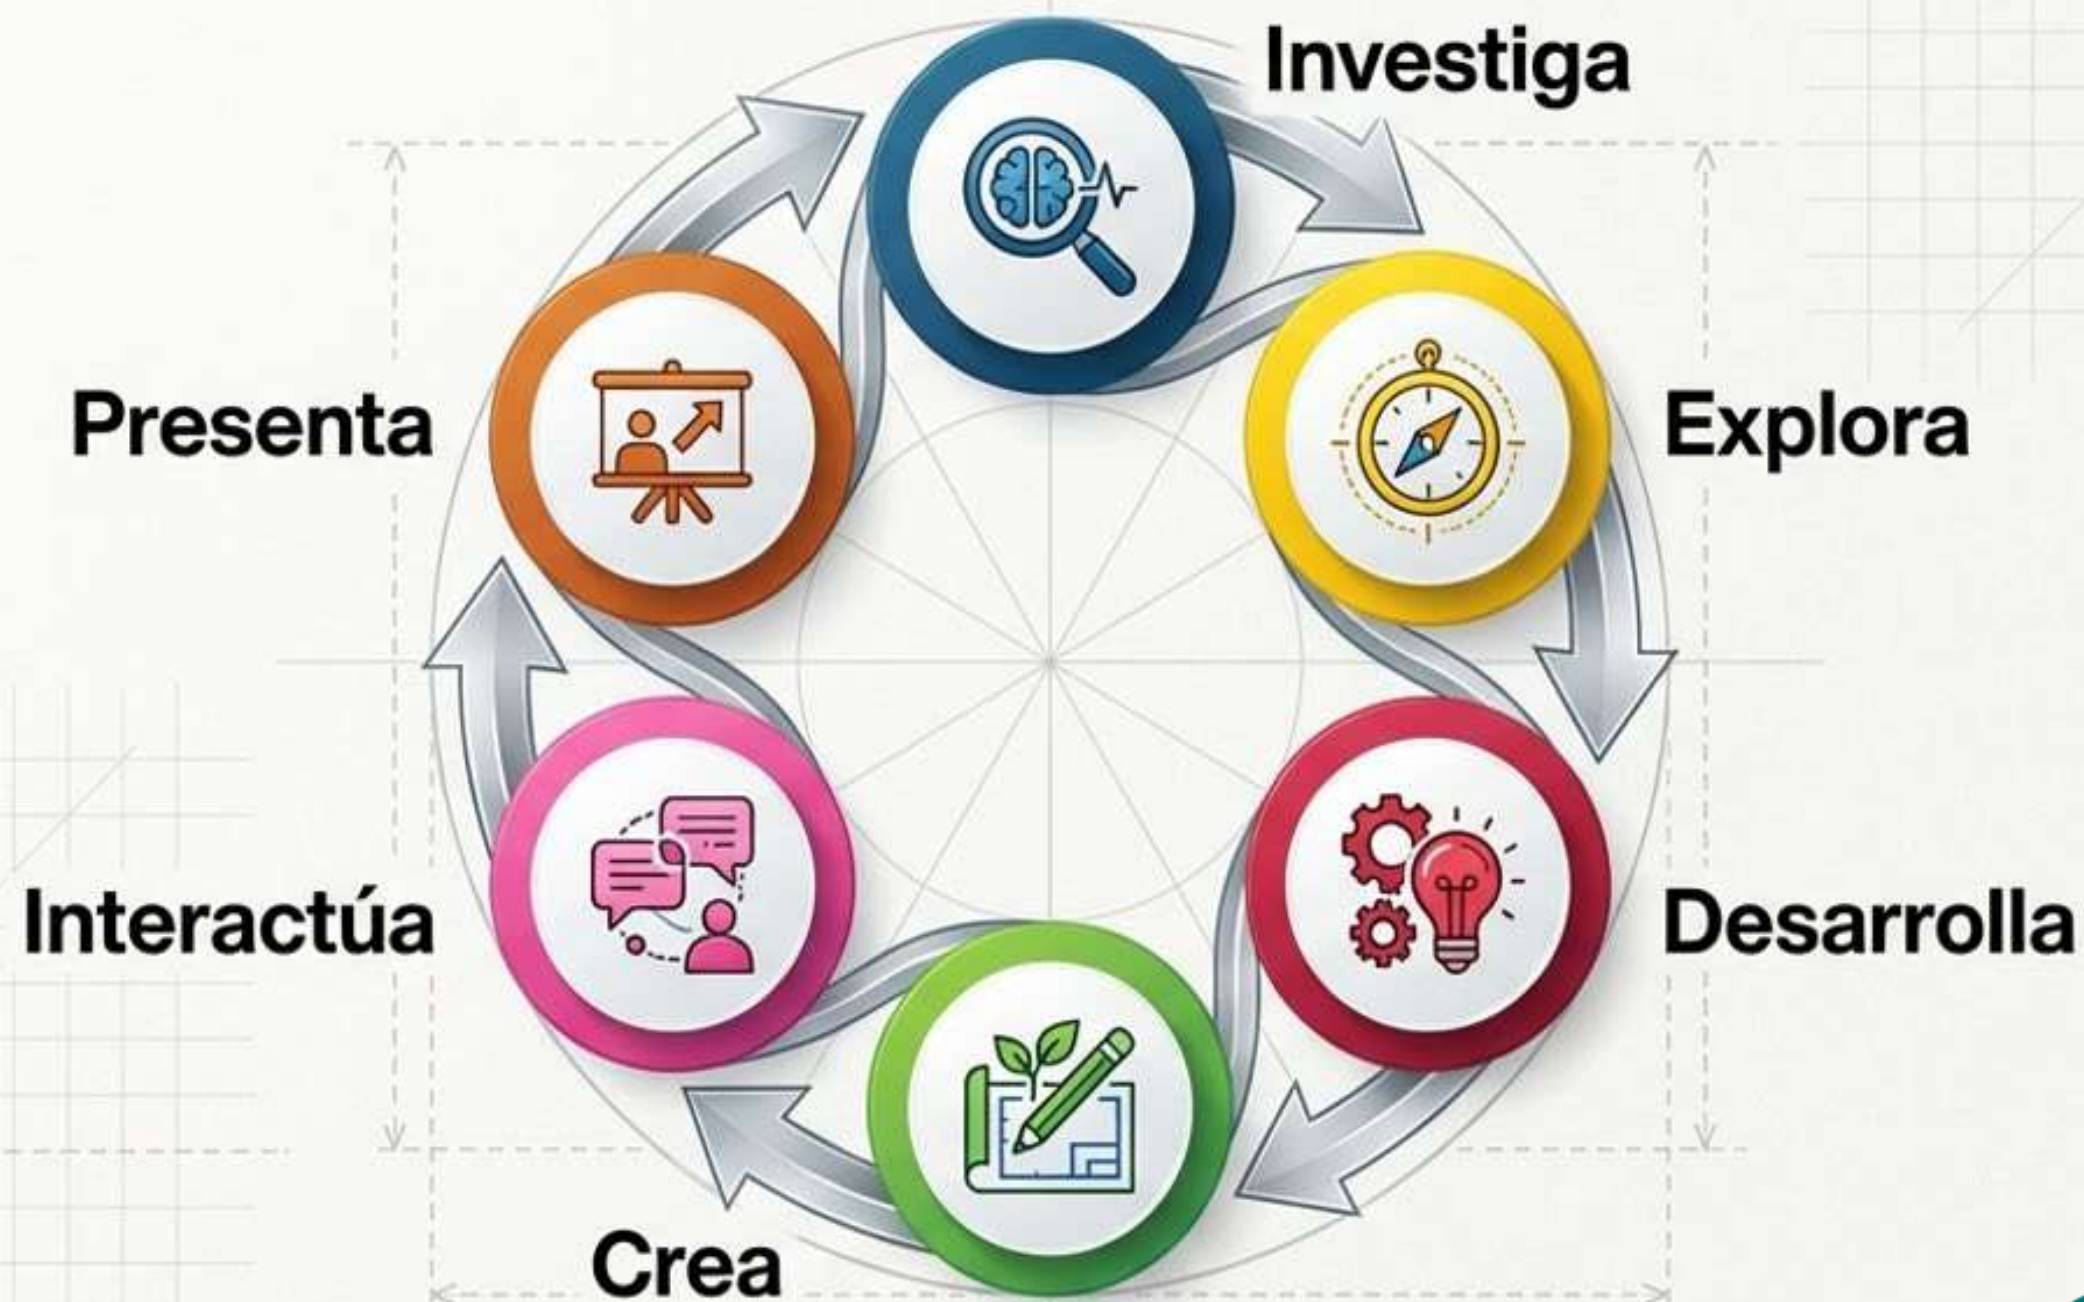 Investiga
Presenta
Explora
Interactúa
Desarrolla
Crea